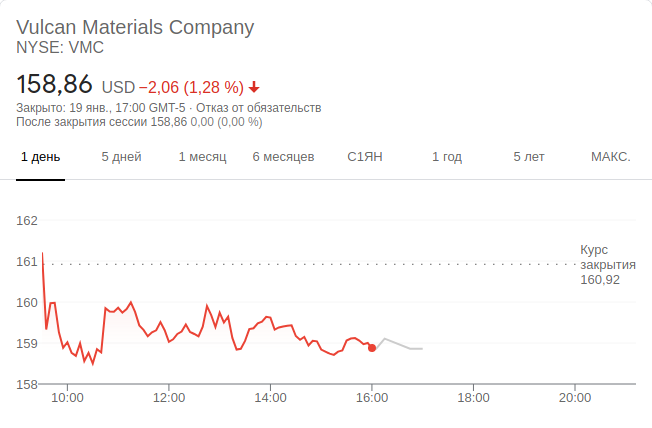 Vulcan Materials Company
NYSE: VMC
158,86 USD −2,06 (1,28 %)
Закрыто: 19 янв., 17:00 GMT-5 · Отказ от обязательств
После закрытия сессии 158,86 0,00 (0,00 %)
1 день 5 дней 1 месяц 6 месяцев С1ЯН 1 год 5 лет МАКС.
162
161
160
159
158
Курс
закрытия
160,92
10:00 12:00 14:00 16:00 18:00 20:00